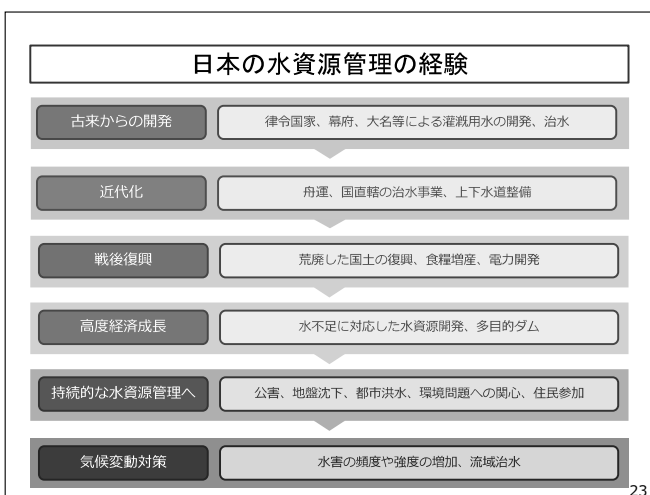 日本の水資源管理の経験
古来からの開発
律令国家、幕府、大名等による灌漑用水の開発、治水
近代化
舟運、国直轄の治水事業、上下水道整備
戦後復興
荒廃した国土の復興、食糧増産、電力開発
高度経済成長
水不足に対応した水資源開発、多目的ダム
持続的な水資源管理へ
公害、地盤沈下、都市洪水、環境問題への関心、住民参加
気候変動対策
水害の頻度や強度の増加、流域治水
23